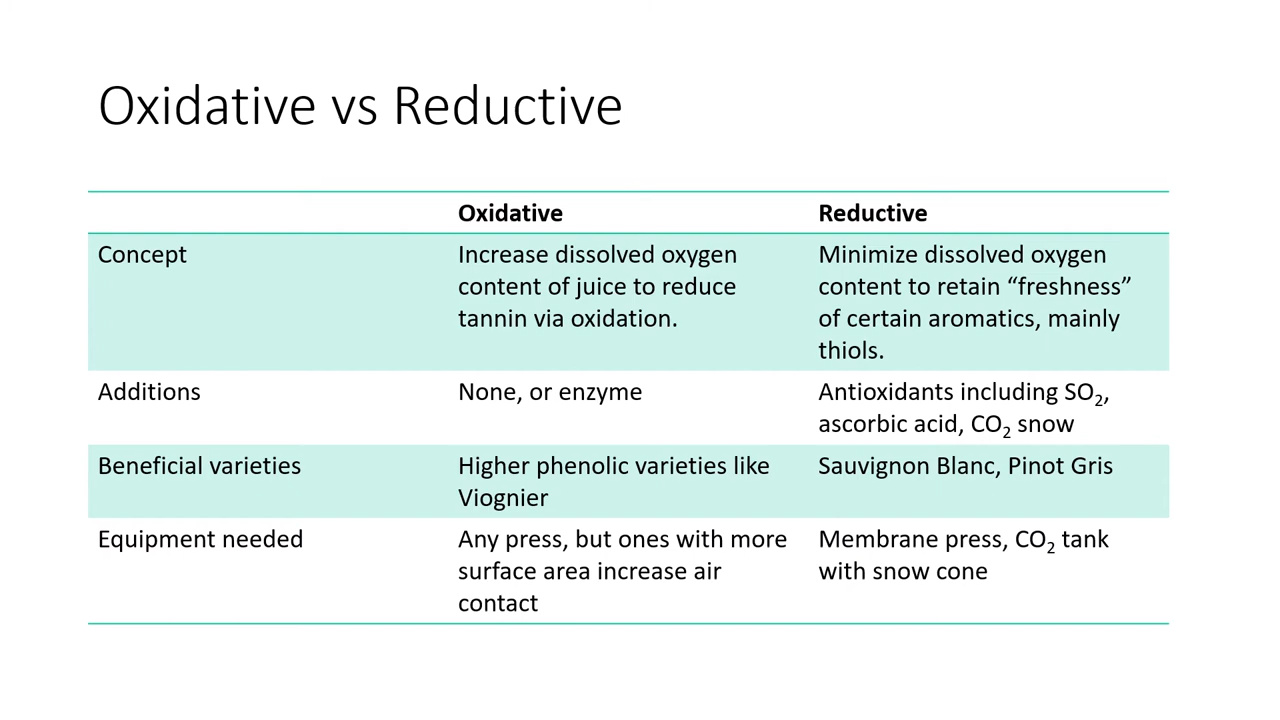 Oxidative vs Reductive
Oxidative
Reductive
Concept
Increase dissolved oxygen
content of juice to reduce
tannin via oxidation.
Minimize dissolved oxygen
content to retain “freshness”
of certain aromatics, mainly
thiols.
Additions
None, or enzyme
Antioxidants including SO₂,
ascorbic acid, CO₂ snow
Beneficial varieties
Higher phenolic varieties like
Viognier
Sauvignon Blanc, Pinot Gris
Equipment needed
Any press, but ones with more
surface area increase air
contact
Membrane press, CO₂ tank
with snow cone